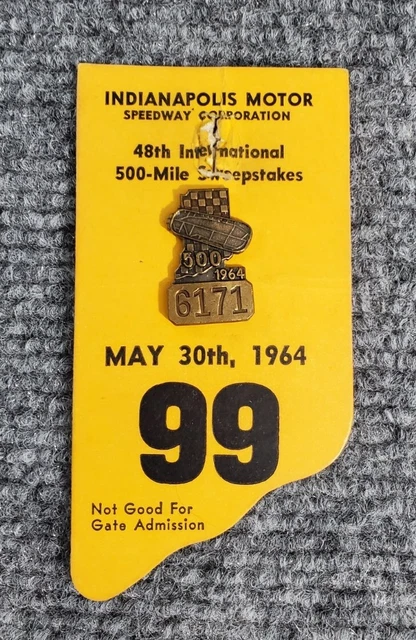 INDIANAPOLIS MOTOR
SPEEDWAY CORPORATION
48th International
500-Mile Sweepstakes
500
1964
6171
MAY 30th, 1964
99
Not Good For
Gate Admission